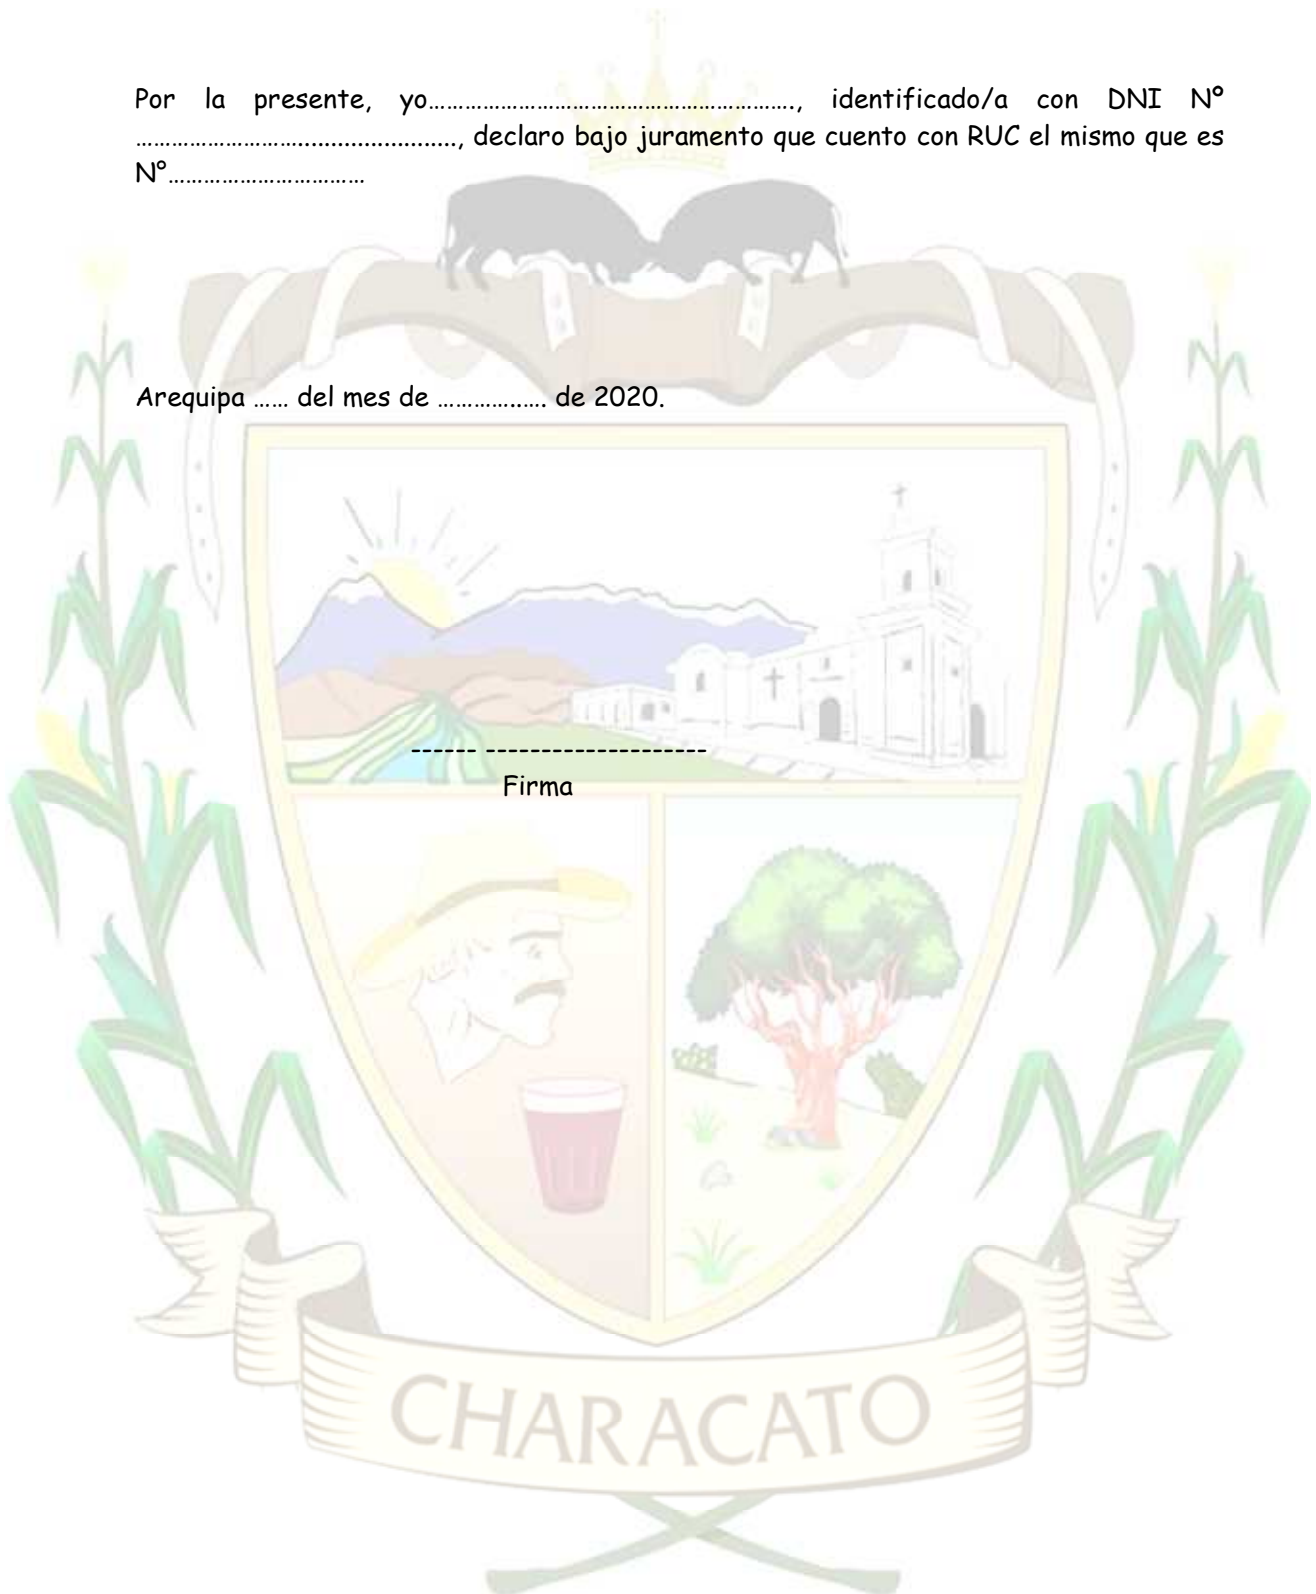 Por la presente, yo……………………………………………………., identificado/a con DNI Nº
………………………......................., declaro bajo juramento que cuento con RUC el mismo que es
N°……………………………
Arequipa …… del mes de …………..…. de 2020.
------ --------------------
Firma
CHARACATO